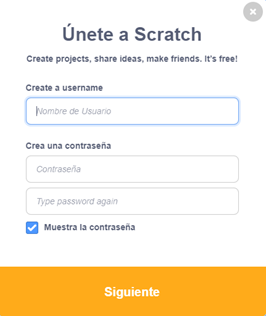 Únete a Scratch
Create projects, share ideas, make friends. It's free!
Create a username
Nombre de Usuario
Crea una contraseña
Contraseña
Type password again
Muestra la contraseña
Siguiente